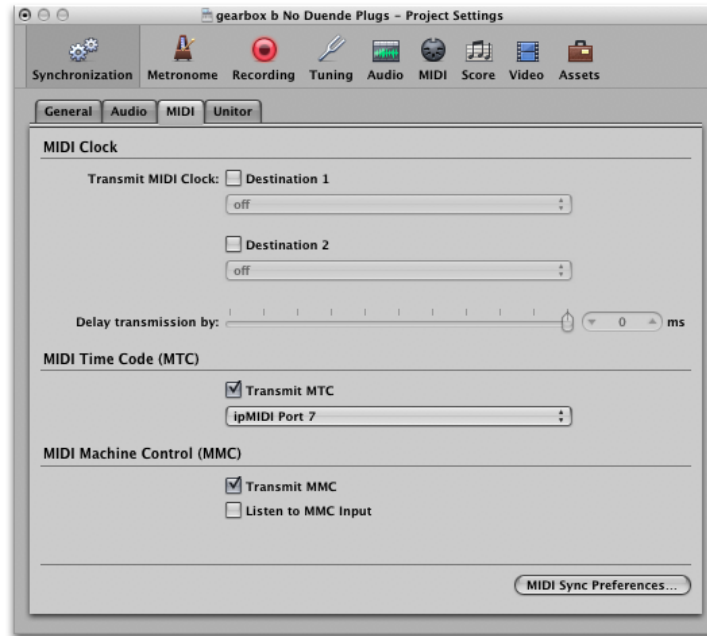 gearbox b No Duende Plugs – Project Settings
Synchronization Metronome Recording Tuning Audio MIDI Score Video Assets
General Audio MIDI Unitor
MIDI Clock
Transmit MIDI Clock: Destination 1
off
Destination 2
off
Delay transmission by: 0 ms
MIDI Time Code (MTC)
Transmit MTC
ipMIDI Port 7
MIDI Machine Control (MMC)
Transmit MMC
Listen to MMC Input
MIDI Sync Preferences...